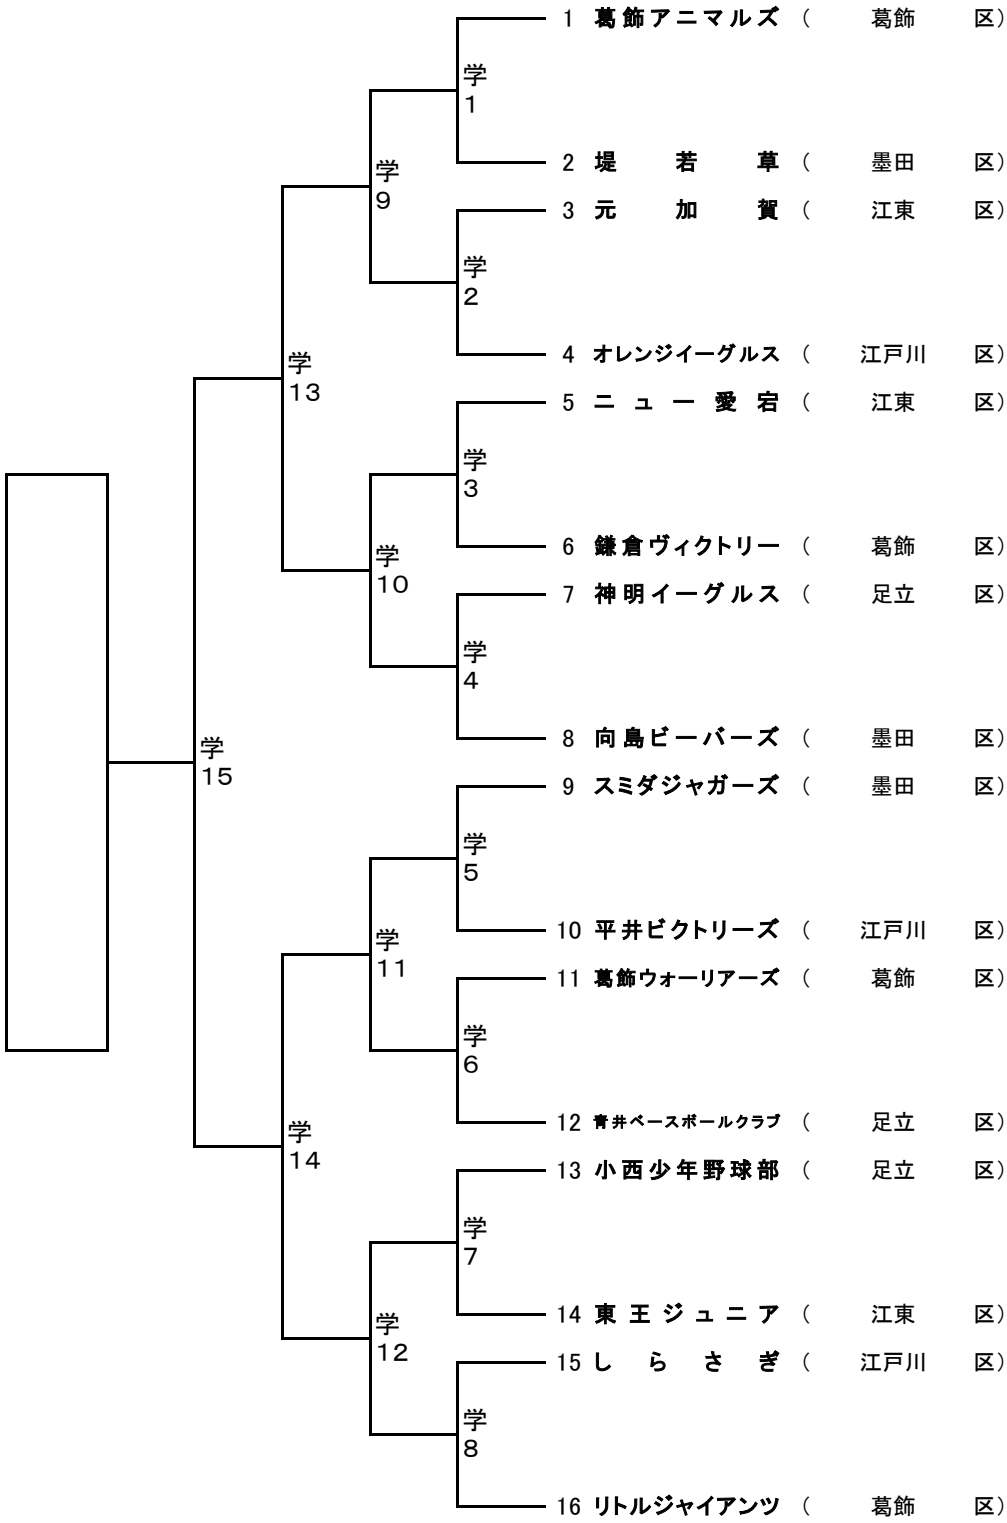 1 葛飾アニマルズ ( 葛飾 区)
学
1
2 堤若草 ( 墨田 区)
学
9
3 元加賀 ( 江東 区)
学
2
4 オレンジイーグルス ( 江戸川 区)
学
13
5 ニュー愛宕 ( 江東 区)
学
3
6 鎌倉ヴィクトリー ( 葛飾 区)
学
10
7 神明イーグルス ( 足立 区)
学
4
8 向島ビーバーズ ( 墨田 区)
学
15
9 スミダジャガーズ ( 墨田 区)
学
5
10 平井ビクトリーズ ( 江戸川 区)
学
11
11 葛飾ウォーリアーズ ( 葛飾 区)
学
6
12 青井ベースボールクラブ ( 足立 区)
学
14
13 小西少年野球部 ( 足立 区)
学
7
14 東王ジュニア ( 江東 区)
学
12
15 しらさぎ ( 江戸川 区)
学
8
16 リトルジャイアンツ ( 葛飾 区)